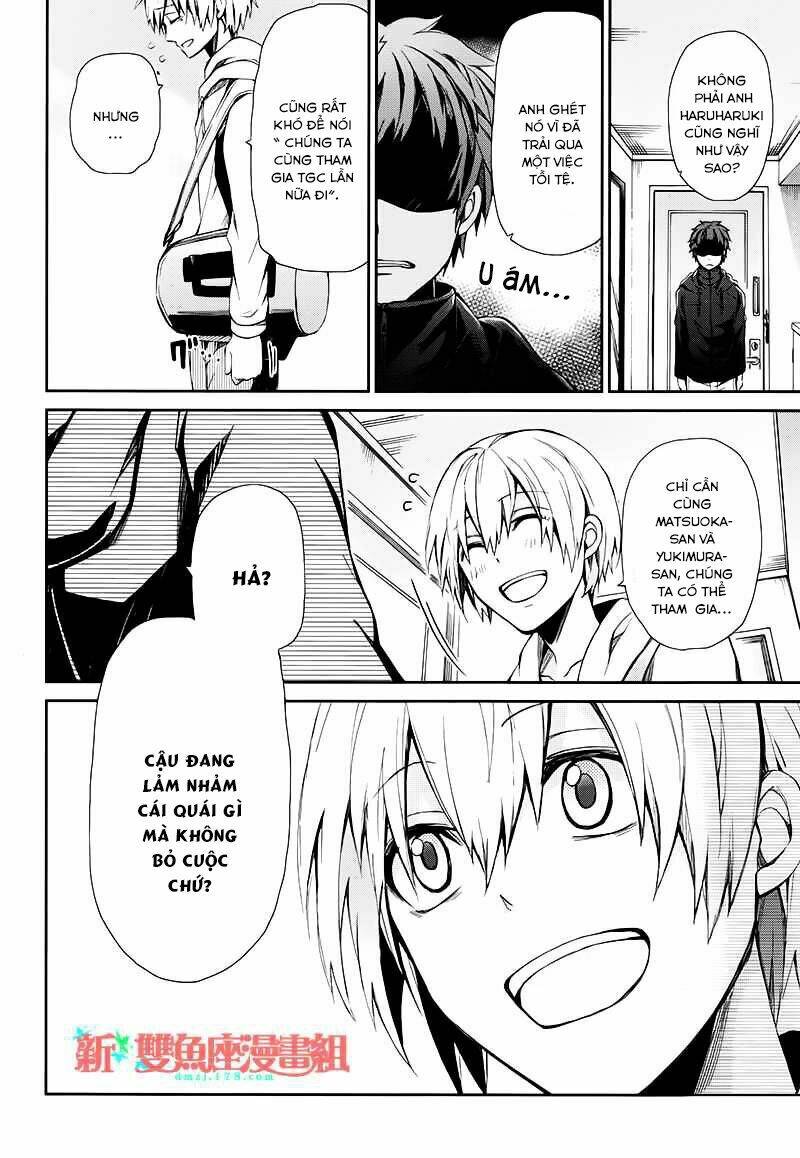 KHÔNG
PHẢI ANH
HARUHARUKI
CŨNG NGHĨ
NHƯ VẬY
SAO?
ANH GHÉT
NÓ VÌ ĐÃ
TRẢI QUA
MỘT VIỆC
TỒI TỆ.
U ÁM...
CŨNG RẤT
KHÓ ĐỂ NÓI
“ CHÚNG TA
CÙNG THAM
GIA TGC LẦN
NỮA ĐI”.
NHƯNG
...
CHỈ CẦN
CÙNG
MATSUOKA-
SAN VÀ
YUKIMURA-
SAN, CHÚNG
TA CÓ THỂ
THAM GIA...
HẢ?
CẬU ĐANG
LẢM NHẢM
CÁI QUÁI GÌ
MÀ KHÔNG
BỎ CUỘC
CHỨ?
新 雙魚座漫畫組
dmzj.178.com